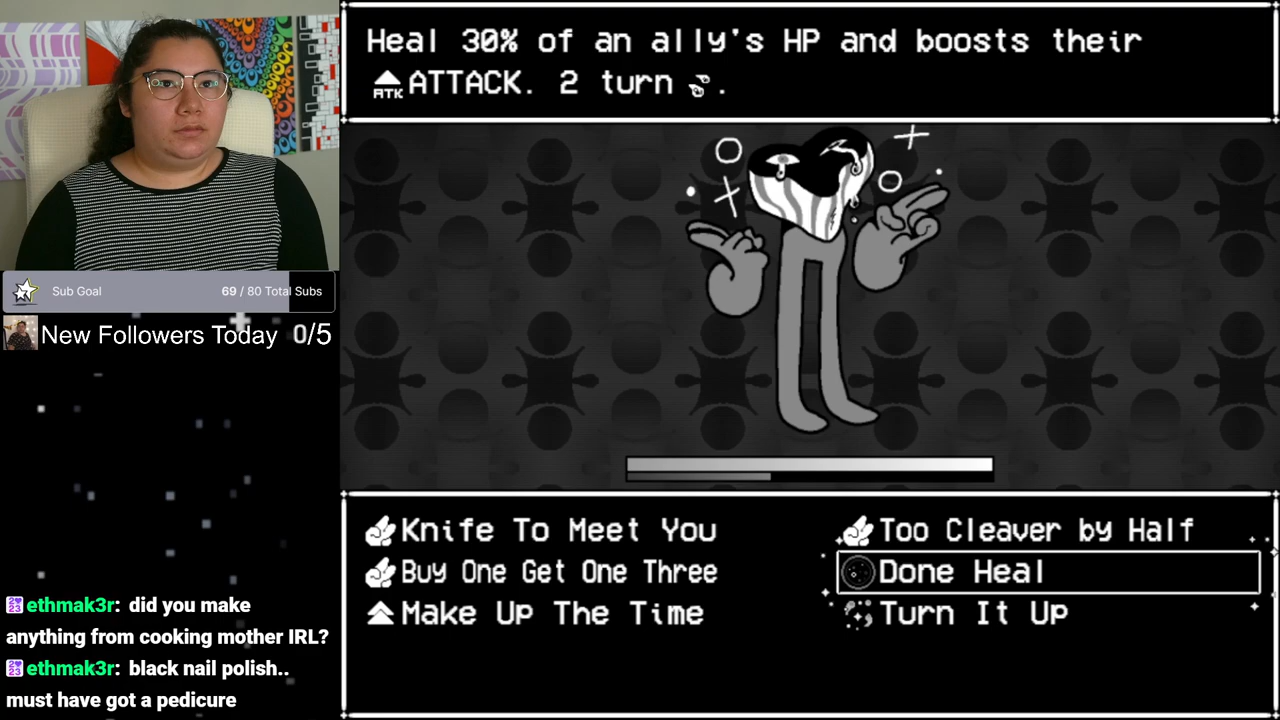 Heal 30% of an ally's HP and boosts their
ATK ATTACK. 2 turn .
Sub Goal 69 / 80 Total Subs
New Followers Today 0/5
Knife To Meet You
Too Cleaver by Half
Buy One Get One Three
Done Heal
Make Up The Time
Turn It Up
ethmak3r: did you make
anything from cooking mother IRL?
ethmak3r: black nail polish..
must have got a pedicure